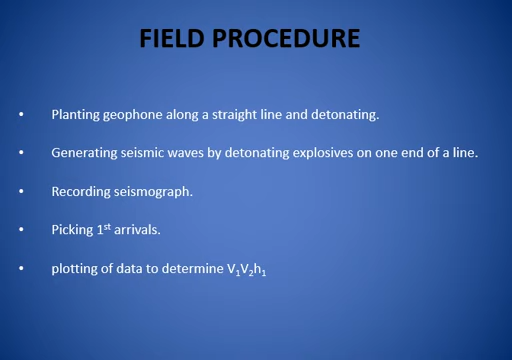 FIELD PROCEDURE
• Planting geophone along a straight line and detonating.
• Generating seismic waves by detonating explosives on one end of a line.
• Recording seismograph.
• Picking 1st arrivals.
• plotting of data to determine V₁V₂h₁